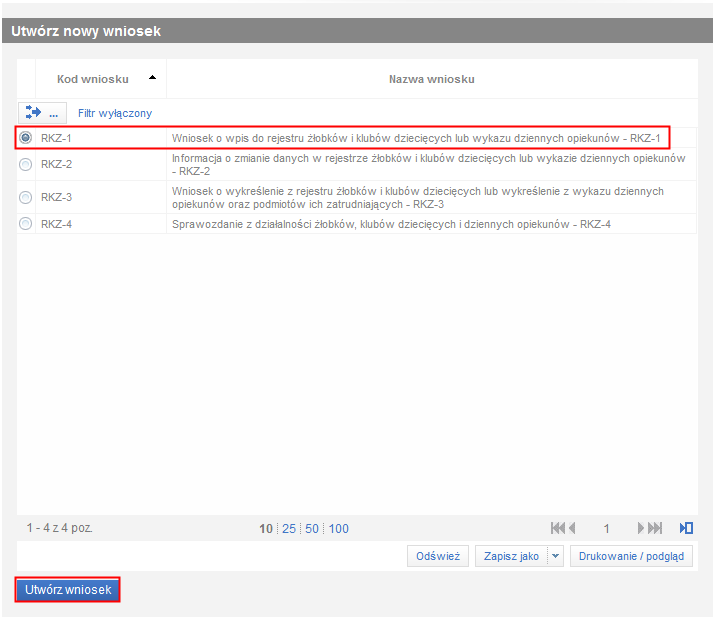 Utwórz nowy wniosek
Kod wniosku Nazwa wniosku
... Filtr wyłączony
RKZ-1 Wniosek o wpis do rejestru żłobków i klubów dziecięcych lub wykazu dziennych opiekunów - RKZ-1
RKZ-2 Informacja o zmianie danych w rejestrze żłobków i klubów dziecięcych lub wykazie dziennych opiekunów
- RKZ-2
RKZ-3 Wniosek o wykreślenie z rejestru żłobków i klubów dziecięcych lub wykreślenie z wykazu dziennych
opiekunów oraz podmiotów ich zatrudniających - RKZ-3
RKZ-4 Sprawozdanie z działalności żłobków, klubów dziecięcych i dziennych opiekunów - RKZ-4
1 - 4 z 4 poz. 10 25 50 100 1
Odśwież Zapisz jako Drukowanie / podgląd
Utwórz wniosek